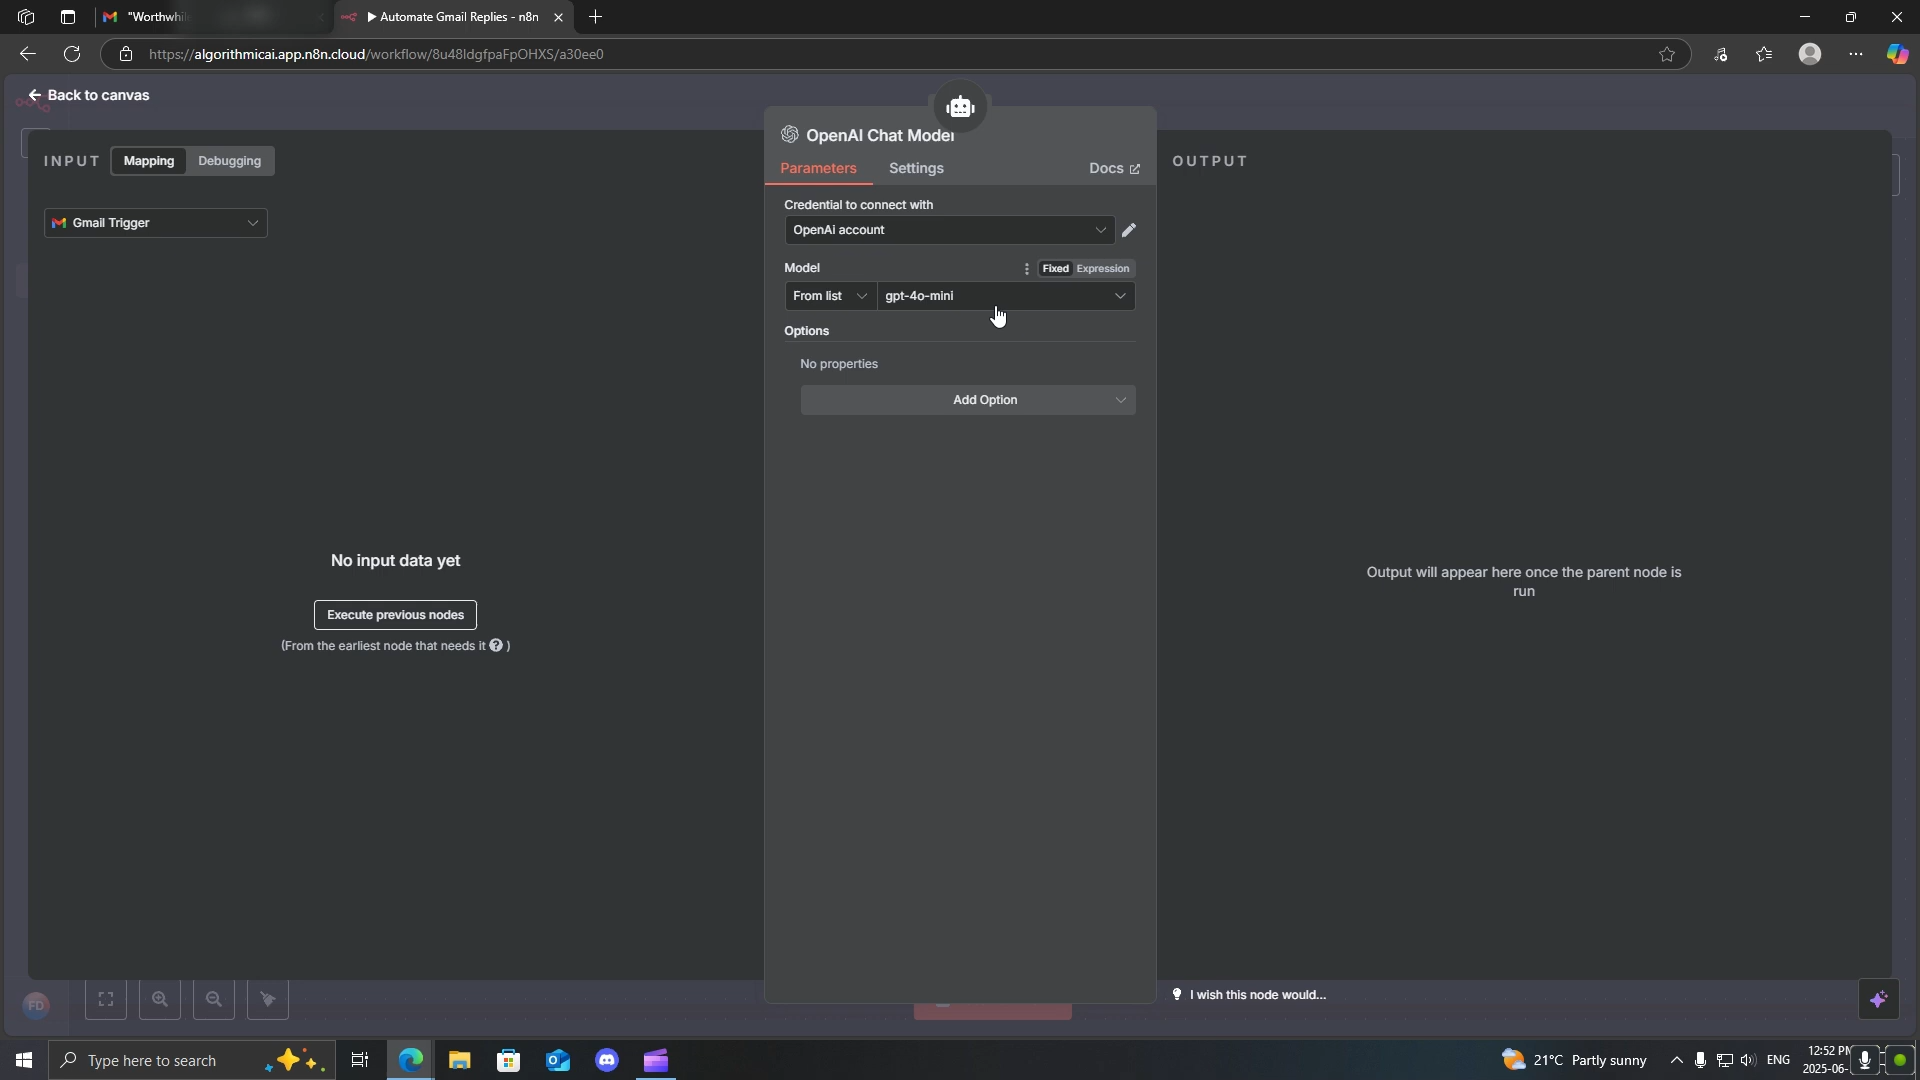 "Worthwhil
Automate Gmail Replies - n8n
https://algorithmicai.app.n8n.cloud/workflow/8u48IdgfpaFpOHXS/a30ee0
Back to canvas
OpenAI Chat Model
INPUT Mapping Debugging
Parameters Settings Docs
OUTPUT
Gmail Trigger
Credential to connect with
OpenAi account
Model Fixed Expression
From list gpt-4o-mini
Options
No properties
Add Option
No input data yet
Execute previous nodes
(From the earliest node that needs it ? )
Output will appear here once the parent node is
run
FD
I wish this node would...
Type here to search
21°C Partly sunny
ENG
12:52 PM
2025-06-